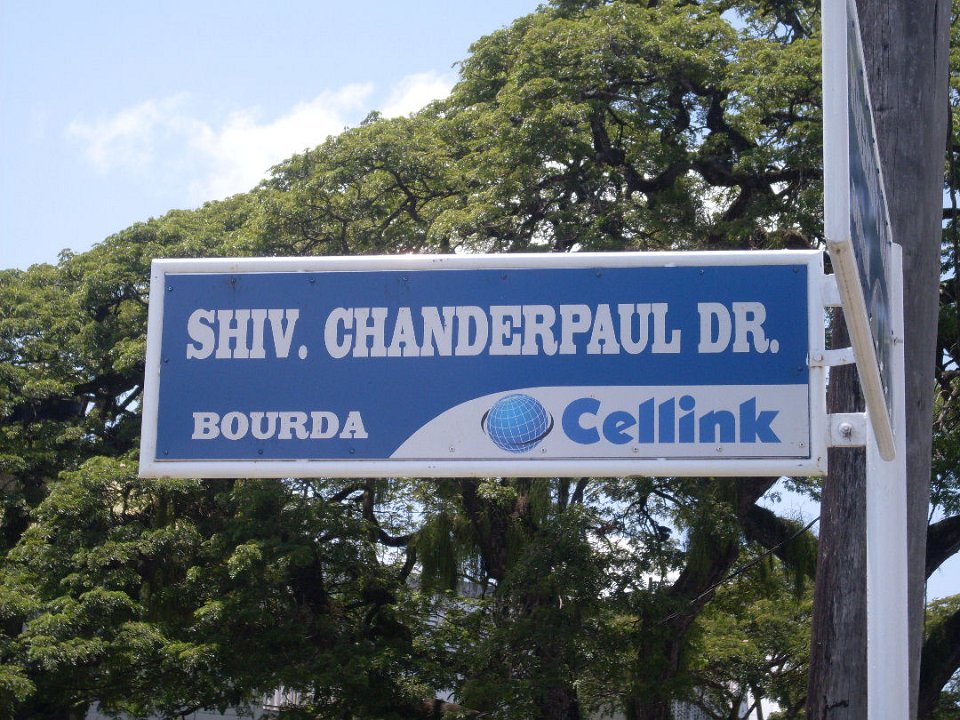 SHIV. CHANDERPAUL DR.
BOURDA
Cellink